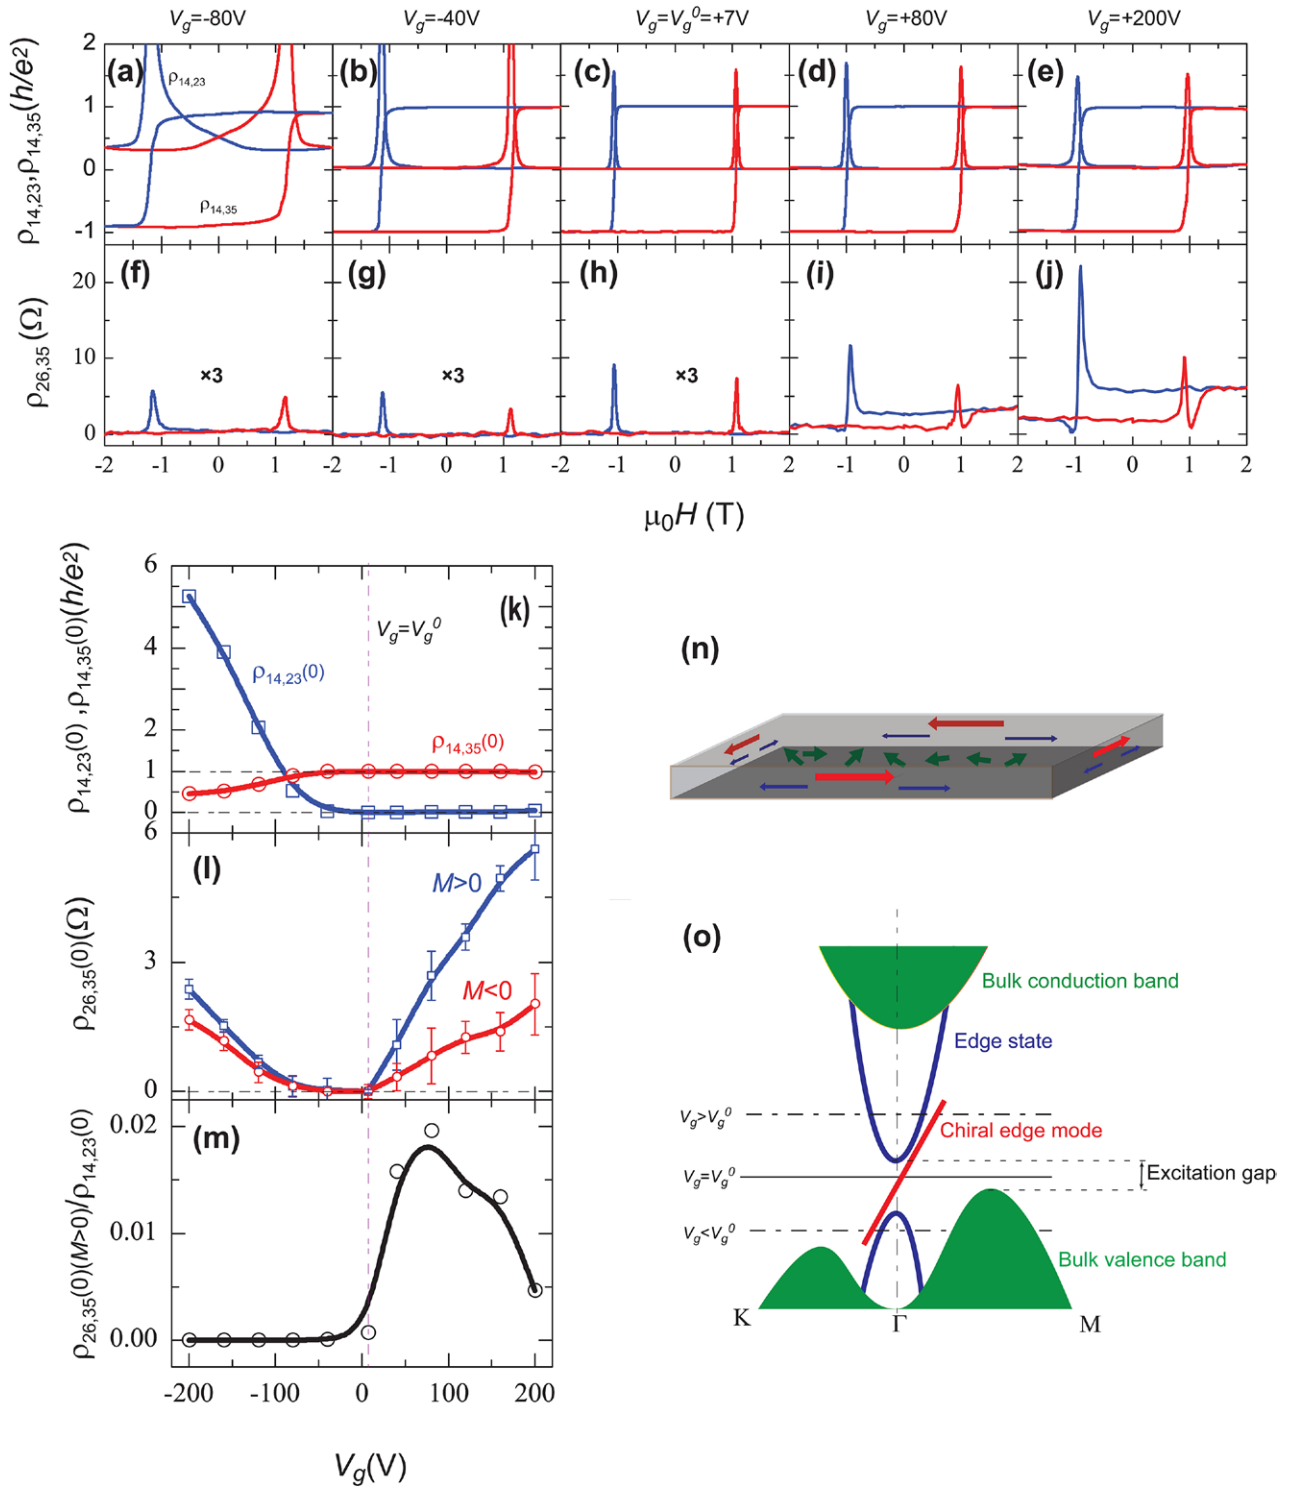 Vg=-80V
Vg=-40V
Vg=Vg⁰=+7V
Vg=+80V
Vg=+200V
ρ14,23,ρ14,35(h/e²)
2
1
0
-1
(a)
ρ14,23
ρ14,35
(b)
(c)
(d)
(e)
ρ26,35(Ω)
20
10
0
(f)
×3
(g)
×3
(h)
×3
(i)
(j)
-2 -1 0 1 -2 -1 0 1 -2 -1 0 1 2 -1 0 1 2 -1 0 1 2
μ0H (T)
ρ14,23(0) ,ρ14,35(0)(h/e²)
6
4
2
1
0
(k)
Vg=Vg⁰
ρ14,23(0)
ρ14,35(0)
ρ26,35(0)(Ω)
6
3
0
(l)
M>0
M<0
ρ26,35(0)(M>0)/ρ14,23(0)
0.02
0.01
0.00
(m)
-200 -100 0 100 200
Vg(V)
(n)
(o)
Bulk conduction band
Edge state
Vg>Vg⁰
Chiral edge mode
Vg=Vg⁰
Excitation gap
Vg<Vg⁰
Bulk valence band
K Γ M